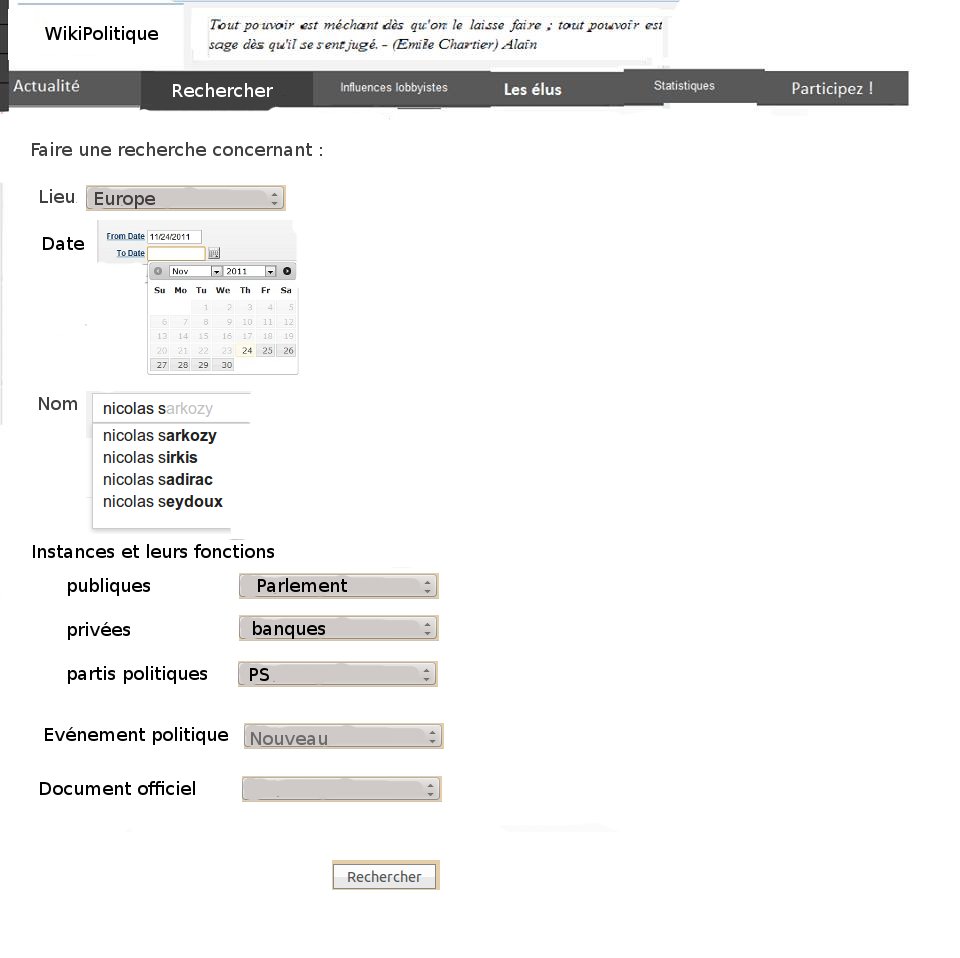 WikiPolitique
Tout pouvoir est méchant dès qu'on le laisse faire ; tout pouvoir est
sage dès qu'il se sent jugé. - (Emile Chartier) Alain
Actualité Rechercher Influences lobbyistes Les élus Statistiques Participez !
Faire une recherche concernant :
Lieu Europe
Date
From Date 11/24/2011
To Date
Nov 2011
Su Mo Tu We Th Fr Sa
1 2 3 4 5
6 7 8 9 10 11 12
13 14 15 16 17 18 19
20 21 22 23 24 25 26
27 28 29 30
Nom nicolas sarkozy
nicolas sarkozy
nicolas sirkis
nicolas sadirac
nicolas seydoux
Instances et leurs fonctions
publiques Parlement
privées banques
partis politiques PS
Evénement politique Nouveau
Document officiel
Rechercher